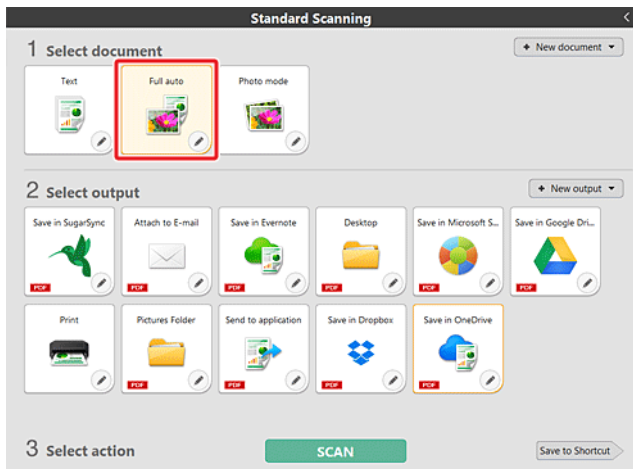 Standard Scanning
1 Select document
+ New document
Text
Full auto
Photo mode
2 Select output
+ New output
Save in SugarSync
Attach to E-mail
Save in Evernote
Desktop
Save in Microsoft S...
Save in Google Dri...
PDF
PDF
PDF
PDF
PDF
PDF
Print
Pictures Folder
Send to application
Save in Dropbox
Save in OneDrive
PDF
PDF
PDF
PDF
3 Select action
SCAN
Save to Shortcut